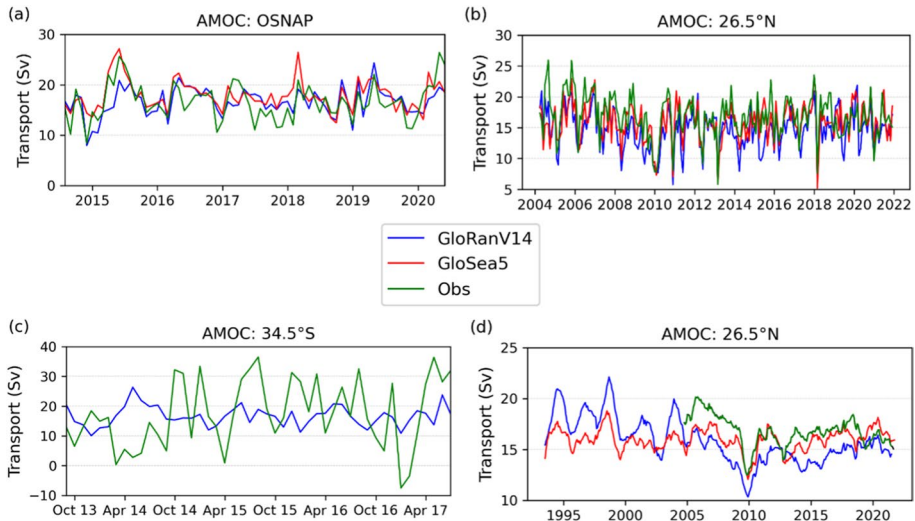 (a)
AMOC: OSNAP
Transport (Sv)
30
20
10
0
2015 2016 2017 2018 2019 2020
(b)
AMOC: 26.5°N
Transport (Sv)
30
25
20
15
10
5
2004 2006 2008 2010 2012 2014 2016 2018 2020 2022
GloRanV14
GloSea5
Obs
(c)
AMOC: 34.5°S
Transport (Sv)
40
30
20
10
0
−10
Oct 13 Apr 14 Oct 14 Apr 15 Oct 15 Apr 16 Oct 16 Apr 17
(d)
AMOC: 26.5°N
Transport (Sv)
25
20
15
10
1995 2000 2005 2010 2015 2020